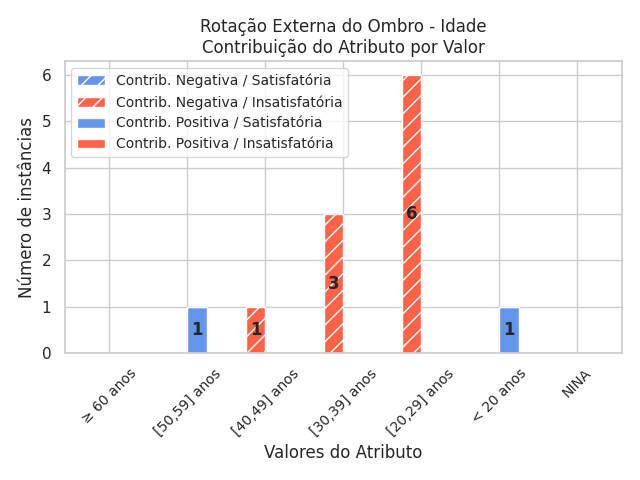 Rotação Externa do Ombro - Idade
Contribuição do Atributo por Valor
Contrib. Negativa / Satisfatória
Contrib. Negativa / Insatisfatória
Contrib. Positiva / Satisfatória
Contrib. Positiva / Insatisfatória
Número de instâncias
6
5
4
3
2
1
0
1
1
3
6
1
≥ 60 anos
[50,59] anos
[40,49] anos
[30,39] anos
[20,29] anos
< 20 anos
NINA
Valores do Atributo